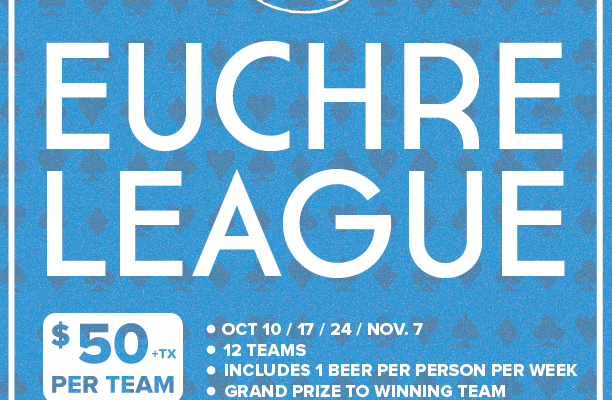 EUCHRE
LEAGUE
$50 +TX
PER TEAM
• OCT 10 / 17 / 24 / NOV. 7
• 12 TEAMS
• INCLUDES 1 BEER PER PERSON PER WEEK
• GRAND PRIZE TO WINNING TEAM